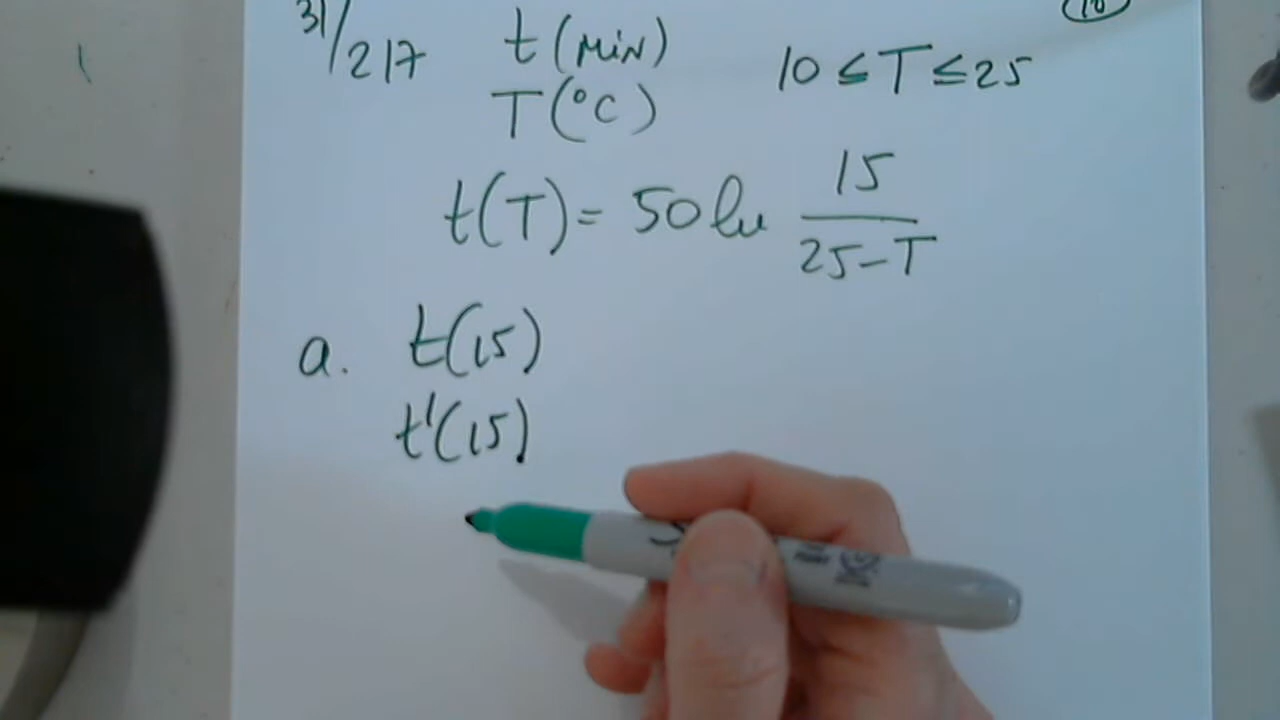 31/217 t (min) 10 ≤ T ≤ 25
T (°C)
t(T) = 50 ln 15/(25-T)
a. t(15)
t'(15)